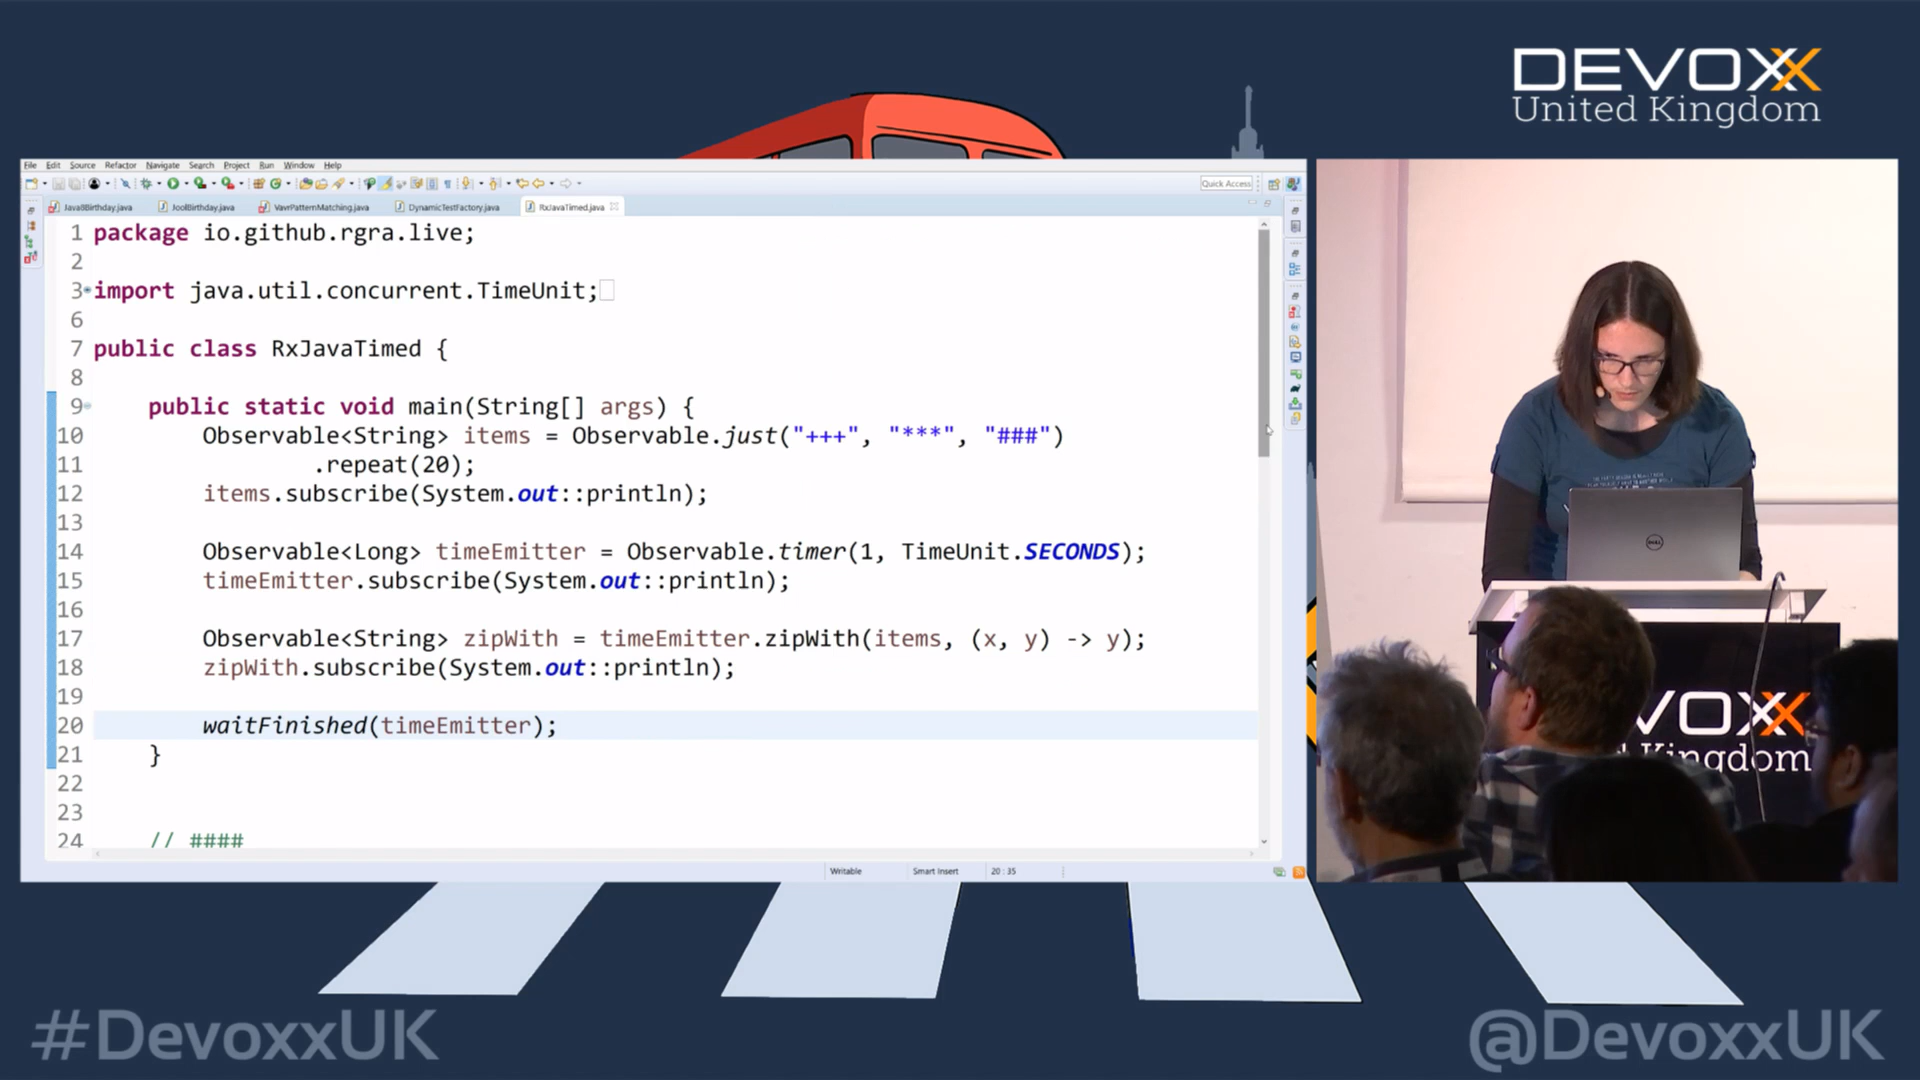 DEVOXX
United Kingdom
File Edit Source Refactor Navigate Search Project Run Window Help
Quick Access
Java8Birthday.java JoolBirthday.java VavrPatternMatching.java DynamicTestFactory.java RxJavaTimed.java
1 package io.github.rgra.live;
2
3 import java.util.concurrent.TimeUnit;
6
7 public class RxJavaTimed {
8
9 public static void main(String[] args) {
10 Observable<String> items = Observable.just("+++", "***", "###")
11 .repeat(20);
12 items.subscribe(System.out::println);
13
14 Observable<Long> timeEmitter = Observable.timer(1, TimeUnit.SECONDS);
15 timeEmitter.subscribe(System.out::println);
16
17 Observable<String> zipWith = timeEmitter.zipWith(items, (x, y) -> y);
18 zipWith.subscribe(System.out::println);
19
20 waitFinished(timeEmitter);
21 }
22
23
24 // ####
Writable Smart Insert 20 : 35
DELL
VOXX
Kingdom
#DevoxxUK
@DevoxxUK